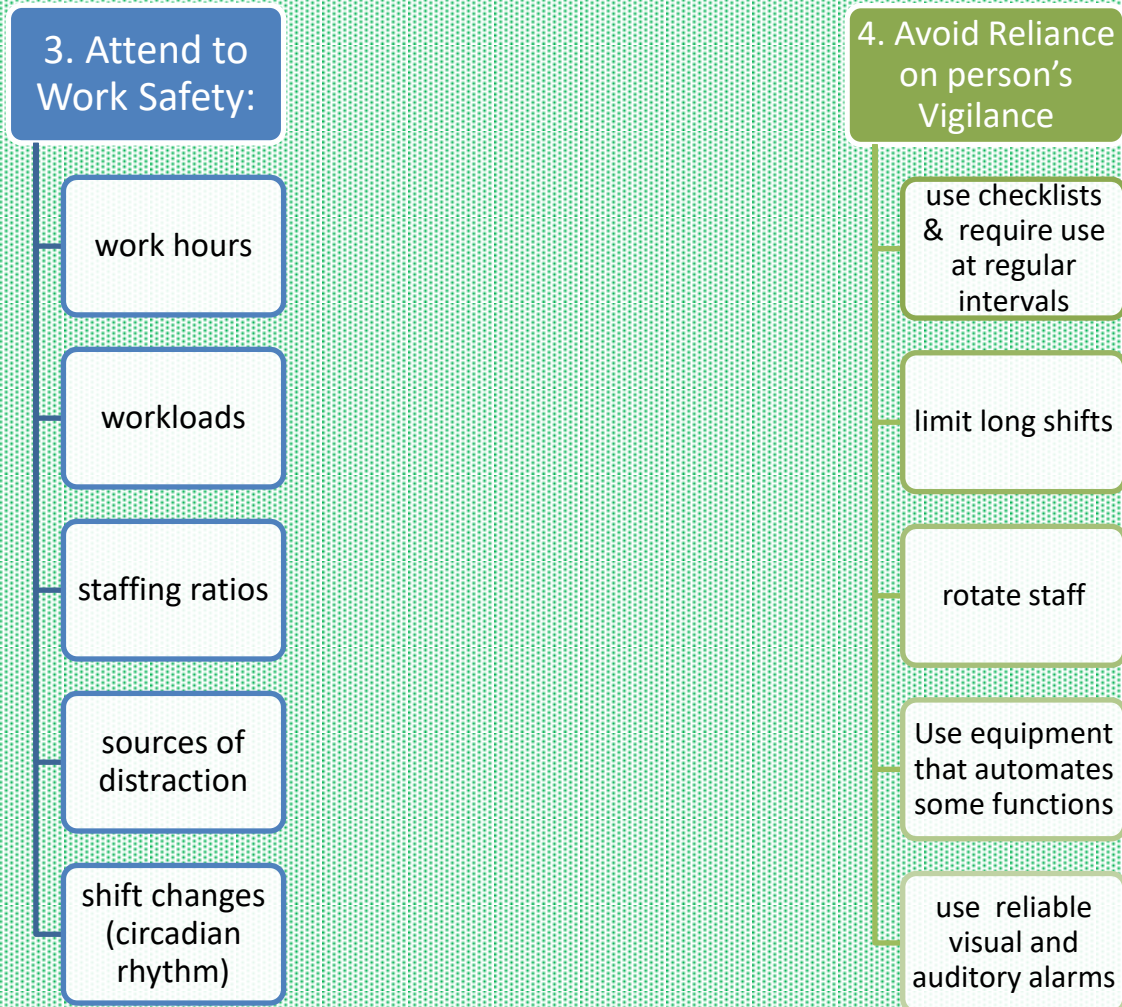 3. Attend to
Work Safety:
work hours
workloads
staffing ratios
sources of
distraction
shift changes
(circadian
rhythm)
4. Avoid Reliance
on person’s
Vigilance
use checklists
& require use
at regular
intervals
limit long shifts
rotate staff
Use equipment
that automates
some functions
use reliable
visual and
auditory alarms